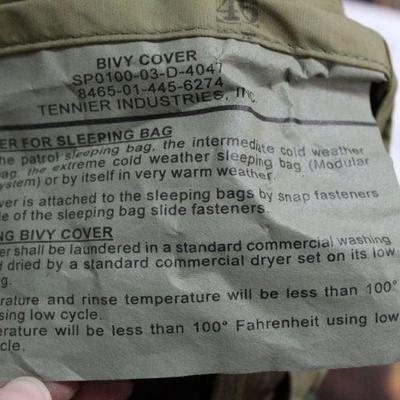 BIVY COVER
SP0100-03-D-4047
8465-01-445-6274
TENNIER INDUSTRIES, INC.
ER FOR SLEEPING BAG
he patrol sleeping bag, the intermediate cold weather
ag, the extreme cold weather sleeping bag (Modular
ystem) or by itself in very warm weather.
ver is attached to the sleeping bags by snap fasteners
le of the sleeping bag slide fasteners.
NG BIVY COVER
er shall be laundered in a standard commercial washing
d dried by a standard commercial dryer set on its low
g.
rature and rinse temperature will be less than 100°
sing low cycle.
erature will be less than 100° Fahrenheit using low
cle.